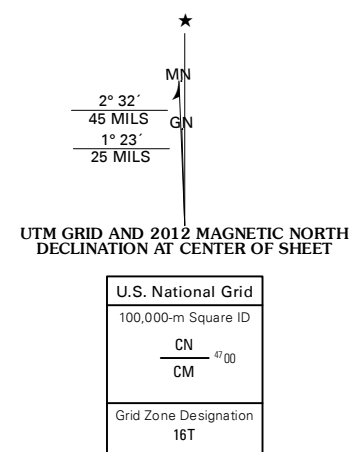 ★
MN
2° 32´
45 MILS
GN
1° 23´
25 MILS
UTM GRID AND 2012 MAGNETIC NORTH
DECLINATION AT CENTER OF SHEET
U.S. National Grid
100,000-m Square ID
CN
4700
CM
Grid Zone Designation
16T